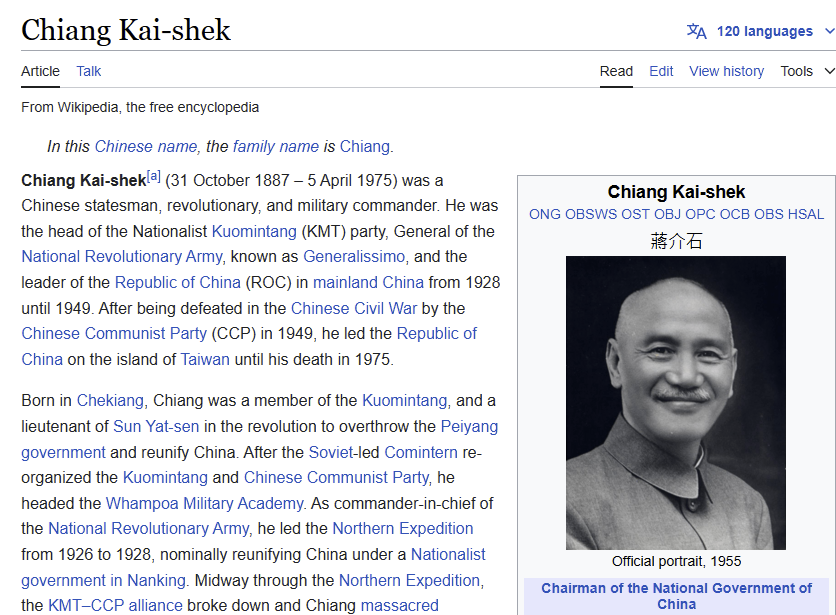 Chiang Kai-shek
120 languages
Article Talk
Read Edit View history Tools
From Wikipedia, the free encyclopedia
In this Chinese name, the family name is Chiang.
Chiang Kai-shek[a] (31 October 1887 – 5 April 1975) was a
Chinese statesman, revolutionary, and military commander. He was
the head of the Nationalist Kuomintang (KMT) party, General of the
National Revolutionary Army, known as Generalissimo, and the
leader of the Republic of China (ROC) in mainland China from 1928
until 1949. After being defeated in the Chinese Civil War by the
Chinese Communist Party (CCP) in 1949, he led the Republic of
China on the island of Taiwan until his death in 1975.
Born in Chekiang, Chiang was a member of the Kuomintang, and a
lieutenant of Sun Yat-sen in the revolution to overthrow the Peiyang
government and reunify China. After the Soviet-led Comintern re-
organized the Kuomintang and Chinese Communist Party, he
headed the Whampoa Military Academy. As commander-in-chief of
the National Revolutionary Army, he led the Northern Expedition
from 1926 to 1928, nominally reunifying China under a Nationalist
government in Nanking. Midway through the Northern Expedition,
the KMT–CCP alliance broke down and Chiang massacred
Chiang Kai-shek
ONG OBSWS OST OBJ OPC OCB OBS HSAL
蔣介石
Official portrait, 1955
Chairman of the National Government of
China